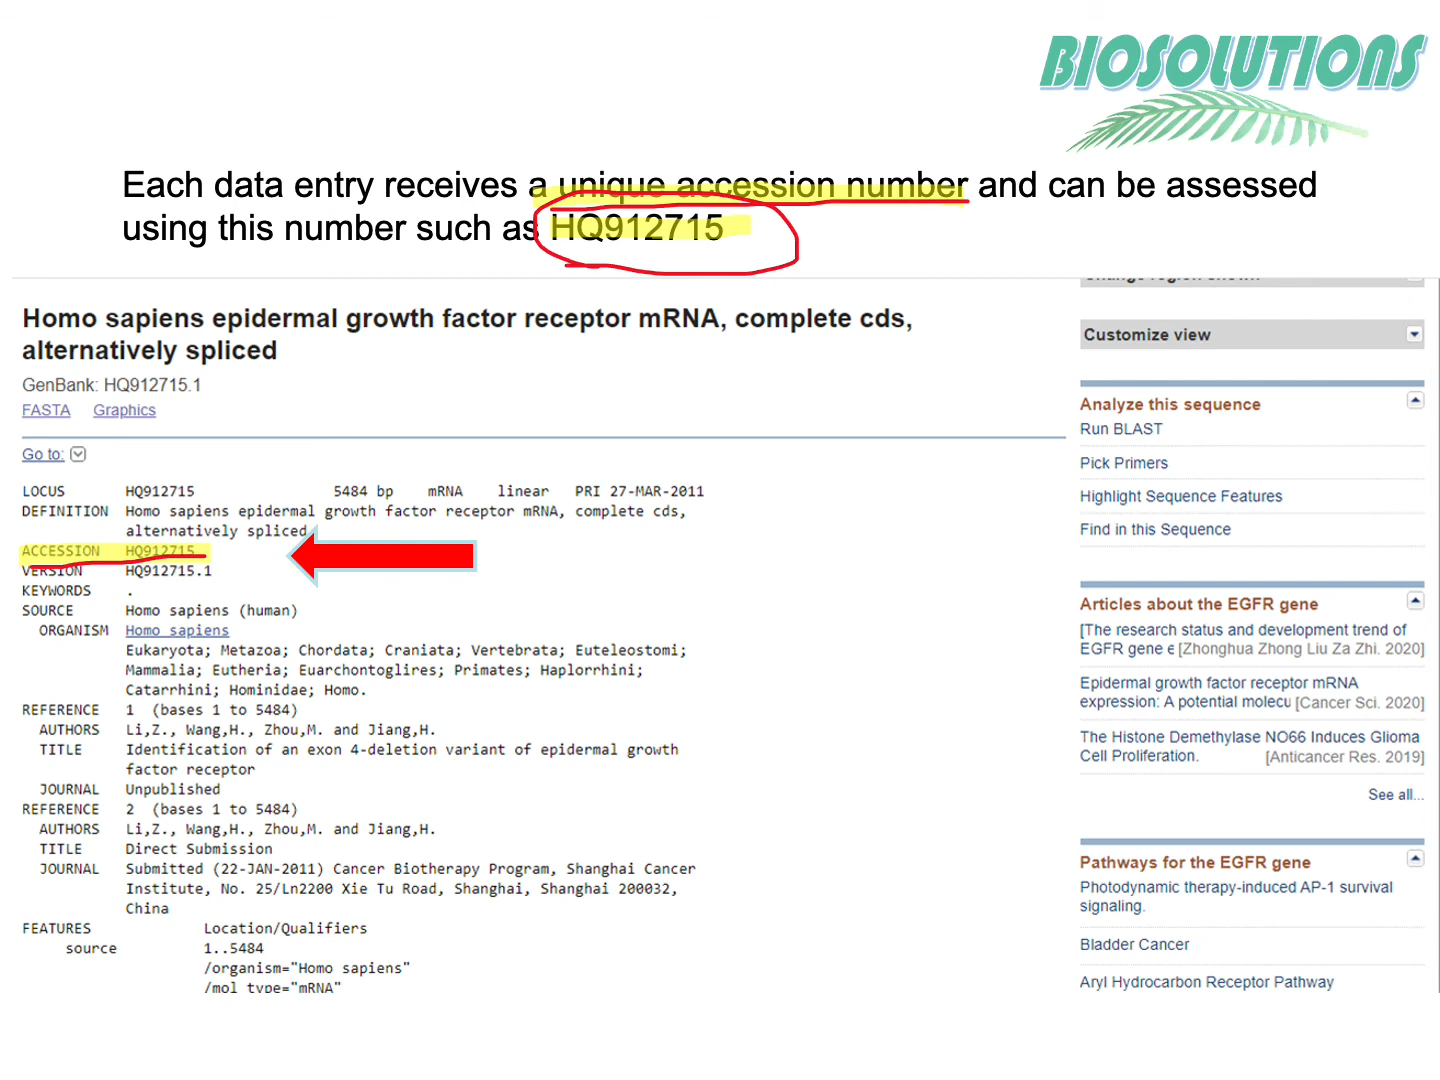 BIOSOLUTIONS
Each data entry receives a unique accession number and can be assessed
using this number such as HQ912715
Homo sapiens epidermal growth factor receptor mRNA, complete cds,
alternatively spliced
GenBank: HQ912715.1
FASTA Graphics
Go to:
LOCUS HQ912715 5484 bp mRNA linear PRI 27-MAR-2011
DEFINITION Homo sapiens epidermal growth factor receptor mRNA, complete cds,
alternatively spliced.
ACCESSION HQ912715
VERSION HQ912715.1
KEYWORDS .
SOURCE Homo sapiens (human)
ORGANISM Homo sapiens
Eukaryota; Metazoa; Chordata; Craniata; Vertebrata; Euteleostomi;
Mammalia; Eutheria; Euarchontoglires; Primates; Haplorrhini;
Catarrhini; Hominidae; Homo.
REFERENCE 1 (bases 1 to 5484)
AUTHORS Li,Z., Wang,H., Zhou,M. and Jiang,H.
TITLE Identification of an exon 4-deletion variant of epidermal growth
factor receptor
JOURNAL Unpublished
REFERENCE 2 (bases 1 to 5484)
AUTHORS Li,Z., Wang,H., Zhou,M. and Jiang,H.
TITLE Direct Submission
JOURNAL Submitted (22-JAN-2011) Cancer Biotherapy Program, Shanghai Cancer
Institute, No. 25/Ln2200 Xie Tu Road, Shanghai, Shanghai 200032,
China
FEATURES Location/Qualifiers
source 1..5484
/organism="Homo sapiens"
/mol_type="mRNA"
Change region shown
Customize view
Analyze this sequence
Run BLAST
Pick Primers
Highlight Sequence Features
Find in this Sequence
Articles about the EGFR gene
[The research status and development trend of
EGFR gene e [Zhonghua Zhong Liu Za Zhi. 2020]
Epidermal growth factor receptor mRNA
expression: A potential molecu [Cancer Sci. 2020]
The Histone Demethylase NO66 Induces Glioma
Cell Proliferation. [Anticancer Res. 2019]
See all...
Pathways for the EGFR gene
Photodynamic therapy-induced AP-1 survival
signaling.
Bladder Cancer
Aryl Hydrocarbon Receptor Pathway